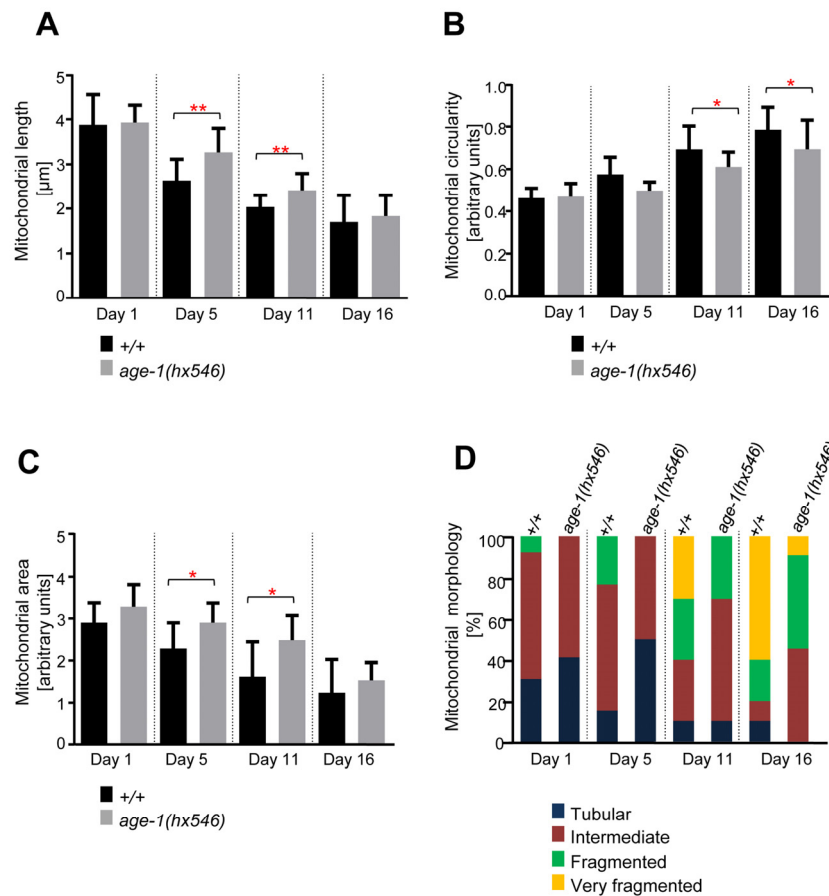 A
Mitochondrial length
[µm]
5
4
3
2
1
0
**
**
Day 1
Day 5
Day 11
Day 16
+/+
age-1(hx546)
B
Mitochondrial circularity
[arbitrary units]
1.0
0.8
0.6
0.4
0.2
0.0
*
*
Day 1
Day 5
Day 11
Day 16
+/+
age-1(hx546)
C
Mitochondrial area
[arbitrary units]
5
4
3
2
1
0
*
*
Day 1
Day 5
Day 11
Day 16
+/+
age-1(hx546)
D
+/+
age-1(hx546)
+/+
age-1(hx546)
+/+
age-1(hx546)
+/+
age-1(hx546)
Mitochondrial morphology
[%]
100
80
60
40
20
0
Day 1
Day 5
Day 11
Day 16
Tubular
Intermediate
Fragmented
Very fragmented